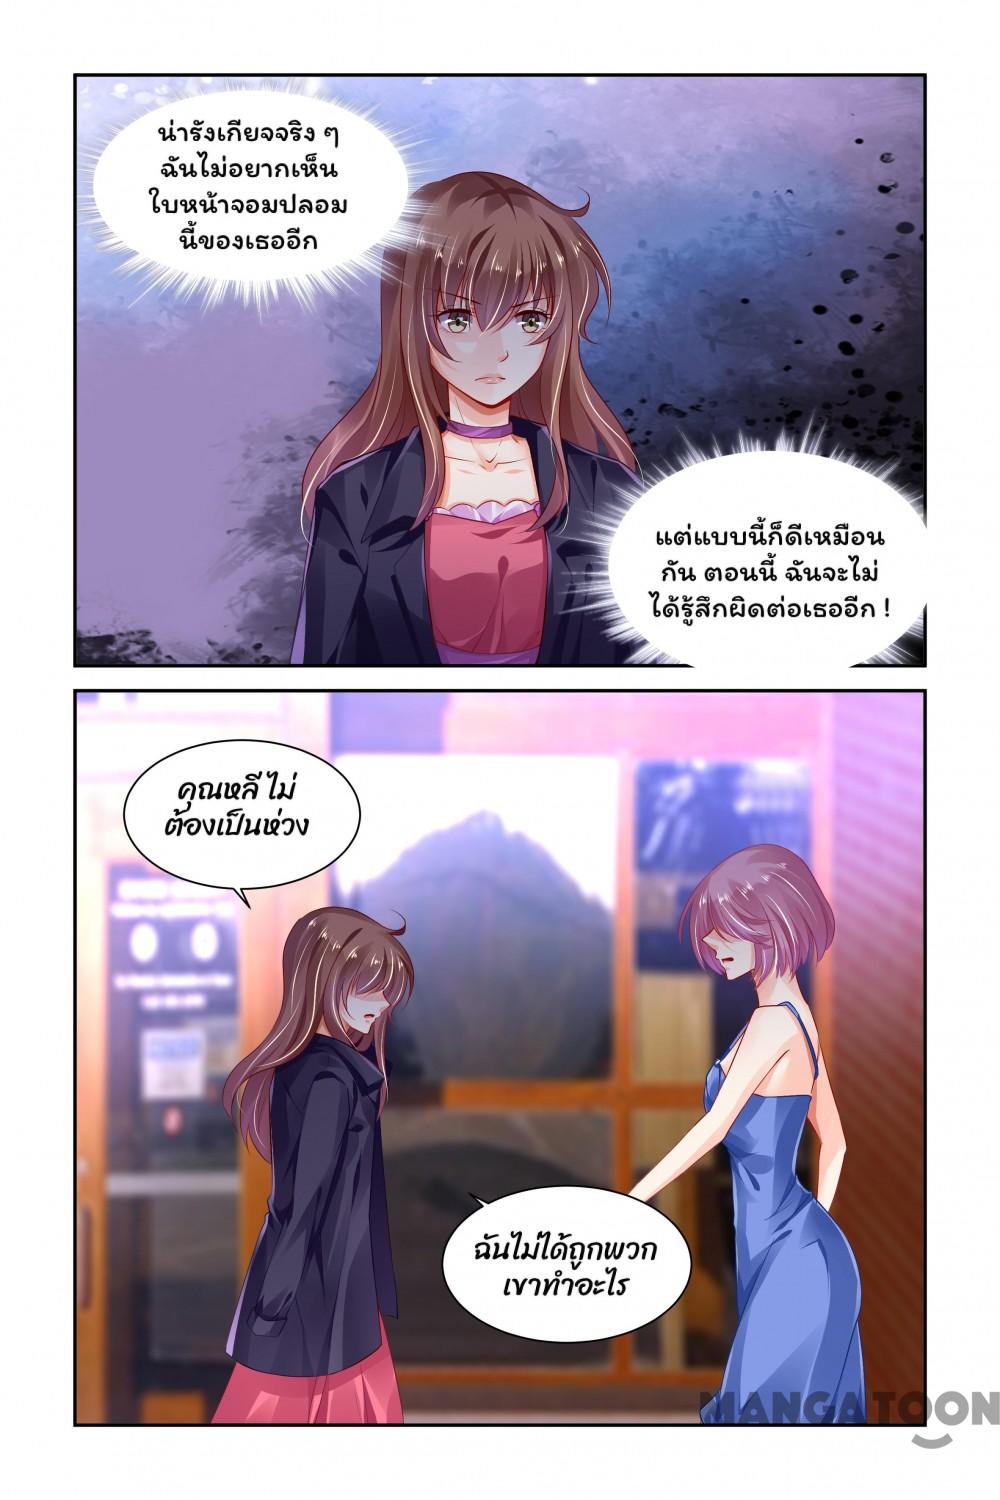 น่ารังเกียจจริง ๆ
ฉันไม่อยากเห็น
ใบหน้าจอมปลอม
นี้ของเธออีก
แต่แบบนี้ก็ดีเหมือน
กัน ตอนนี้ ฉันจะไม่
ได้รู้สึกผิดต่อเธออีก !
คุณหลี ไม่
ต้องเป็นห่วง
ฉันไม่ได้ถูกพวก
เขาทำอะไร
MANGATOON